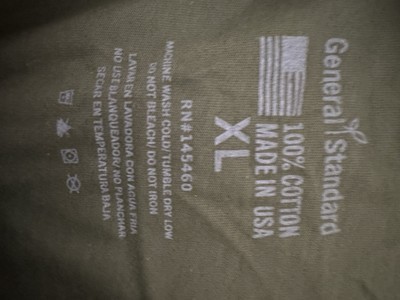 General Standard
100% COTTON
MADE IN USA
XL
RN#145460
MACHINE WASH COLD/ TUMBLE DRY LOW
DO NOT BLEACH/ DO NOT IRON
LAVAR EN LAVADORA CON AGUA FRIA
NO USE BLANQUEADOR/ NO PLANCHAR
SECAR EN TEMPERATURA BAJA